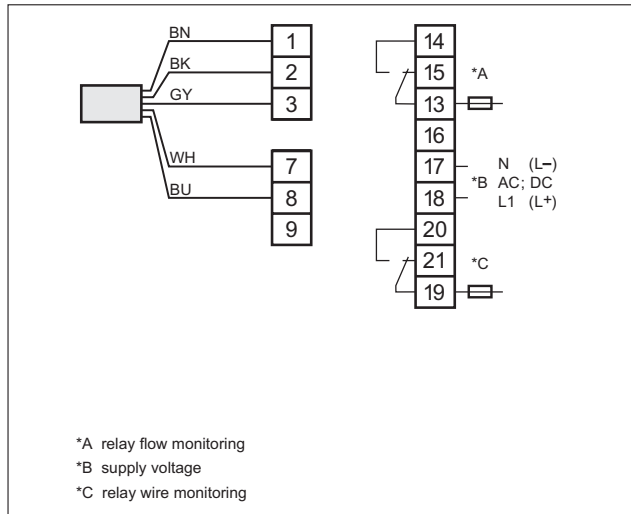 BN
1
BK
2
GY
3
WH
7
BU
8
9
14
15 *A
13
16
17 N (L–)
*B AC; DC
18 L1 (L+)
20
21 *C
19
*A relay flow monitoring
*B supply voltage
*C relay wire monitoring